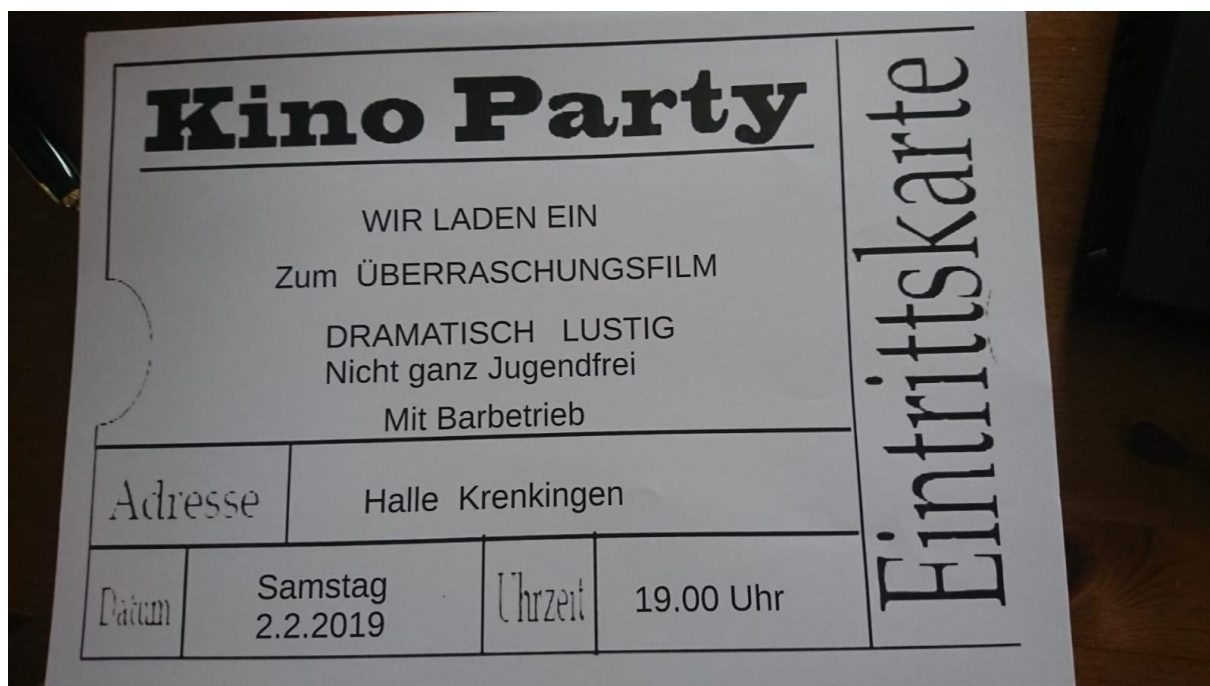 Kino Party
WIR LADEN EIN
Zum ÜBERRASCHUNGSFILM
DRAMATISCH LUSTIG
Nicht ganz Jugendfrei
Mit Barbetrieb
Adresse
Halle Krenkingen
Datum
Samstag
2.2.2019
Uhrzeit
19.00 Uhr
Eintrittskarte